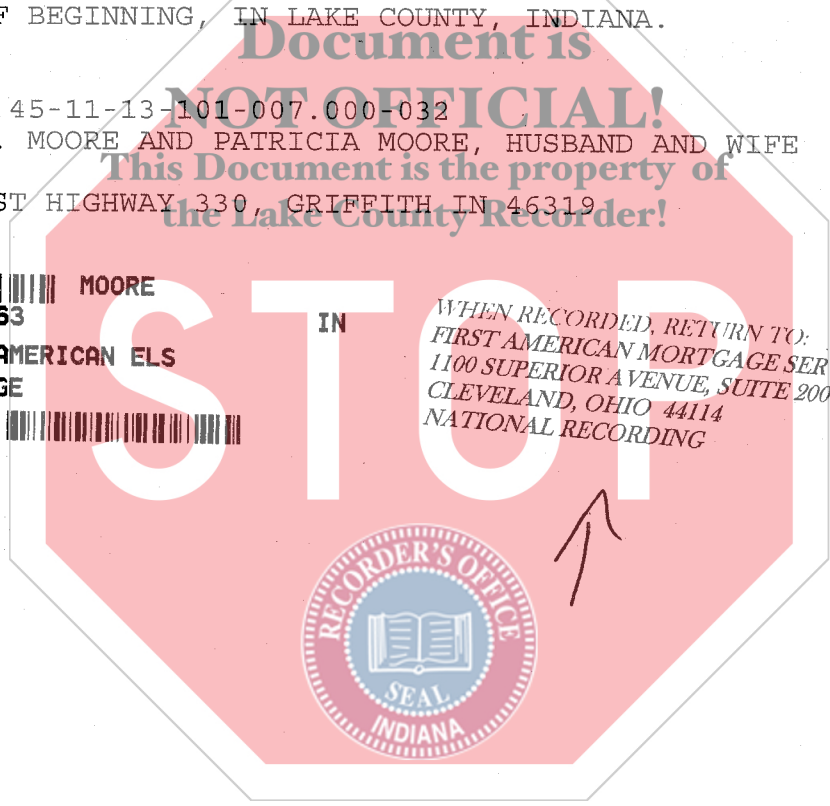 F BEGINNING, IN LAKE COUNTY, INDIANA.
Document is
NOT OFFICIAL!
45-11-13-101-007.000-032
. MOORE AND PATRICIA MOORE, HUSBAND AND WIFE
This Document is the property of
ST HIGHWAY 330, GRIFFITH IN 46319
the Lake County Recorder!
MOORE
63 IN
AMERICAN ELS
GE
WHEN RECORDED, RETURN TO:
FIRST AMERICAN MORTGAGE SER
1100 SUPERIOR AVENUE, SUITE 200
CLEVELAND, OHIO 44114
NATIONAL RECORDING
STOP
RECORDER'S OFFICE
SEAL
INDIANA